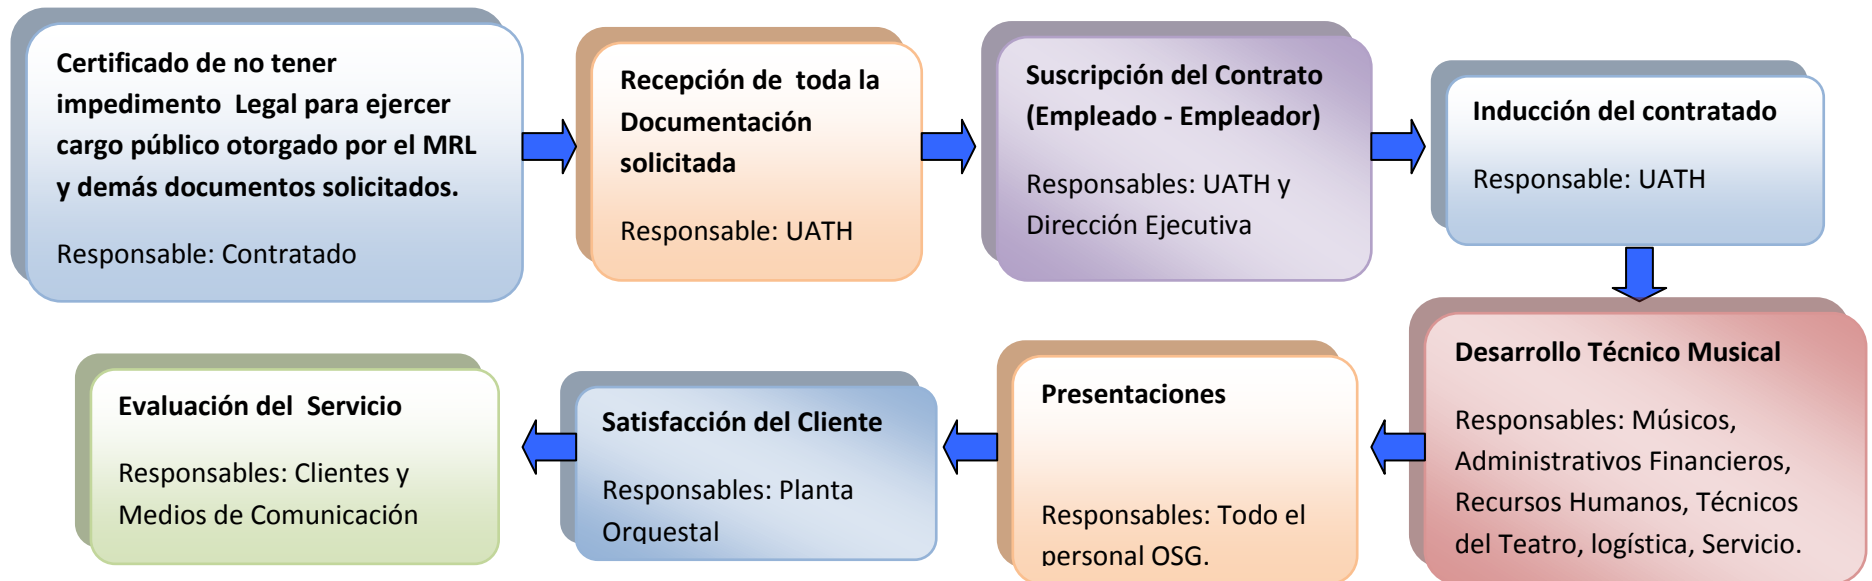 Certificado de no tener
impedimento Legal para ejercer
cargo público otorgado por el MRL
y demás documentos solicitados.
Responsable: Contratado
Recepción de toda la
Documentación
solicitada
Responsable: UATH
Suscripción del Contrato
(Empleado - Empleador)
Responsables: UATH y
Dirección Ejecutiva
Inducción del contratado
Responsable: UATH
Desarrollo Técnico Musical
Responsables: Músicos,
Administrativos Financieros,
Recursos Humanos, Técnicos
del Teatro, logística, Servicio.
Presentaciones
Responsables: Todo el
personal OSG.
Satisfacción del Cliente
Responsables: Planta
Orquestal
Evaluación del Servicio
Responsables: Clientes y
Medios de Comunicación